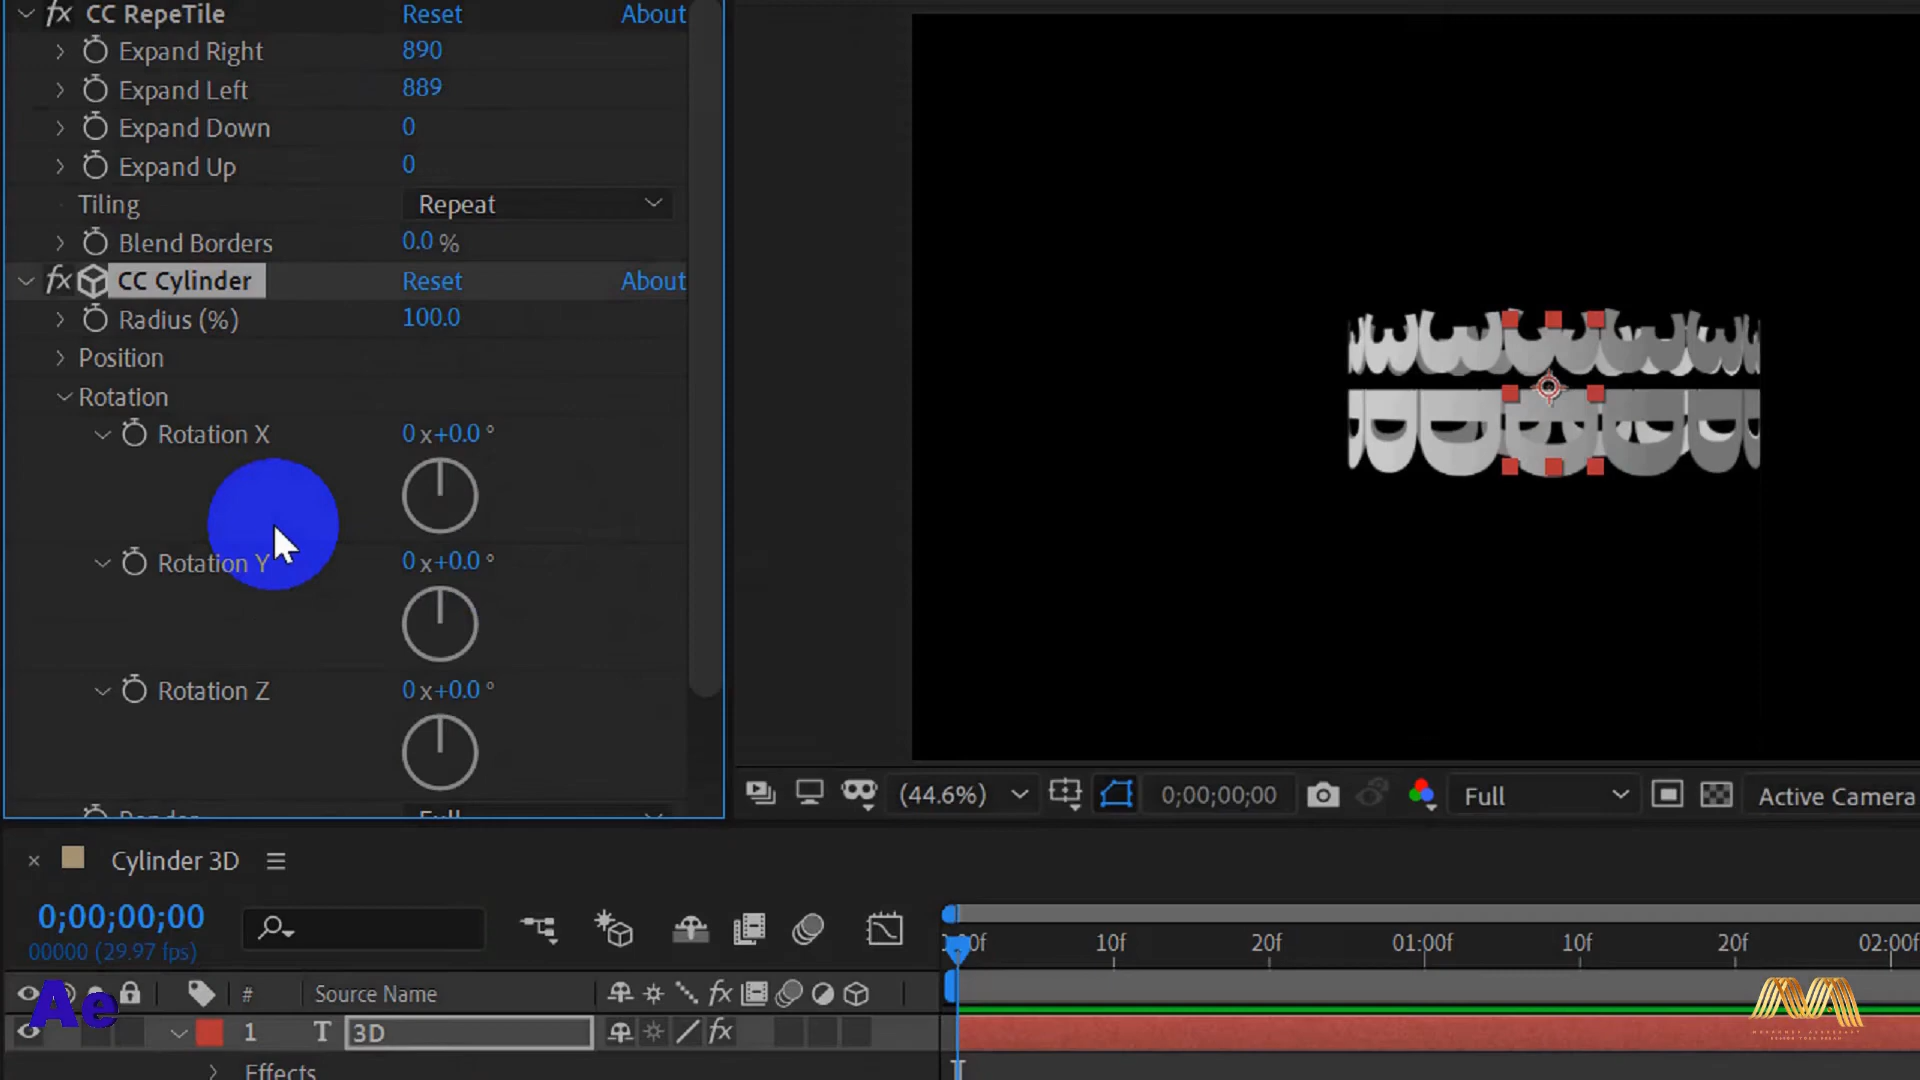 fx CC RepeTile Reset About
Expand Right 890
Expand Left 889
Expand Down 0
Expand Up 0
Tiling Repeat
Blend Borders 0.0 %
fx CC Cylinder Reset About
Radius (%) 100.0
Position
Rotation
Rotation X 0 x+0.0 °
Rotation Y 0 x+0.0 °
Rotation Z 0 x+0.0 °
Render Full
(44.6%) 0;00;00;00 Full Active Camera
× Cylinder 3D
0;00;00;00
00000 (29.97 fps)
10f 20f 01:00f 10f 20f 02:00f
# Source Name fx
Ae
1 T 3D fx
Effects